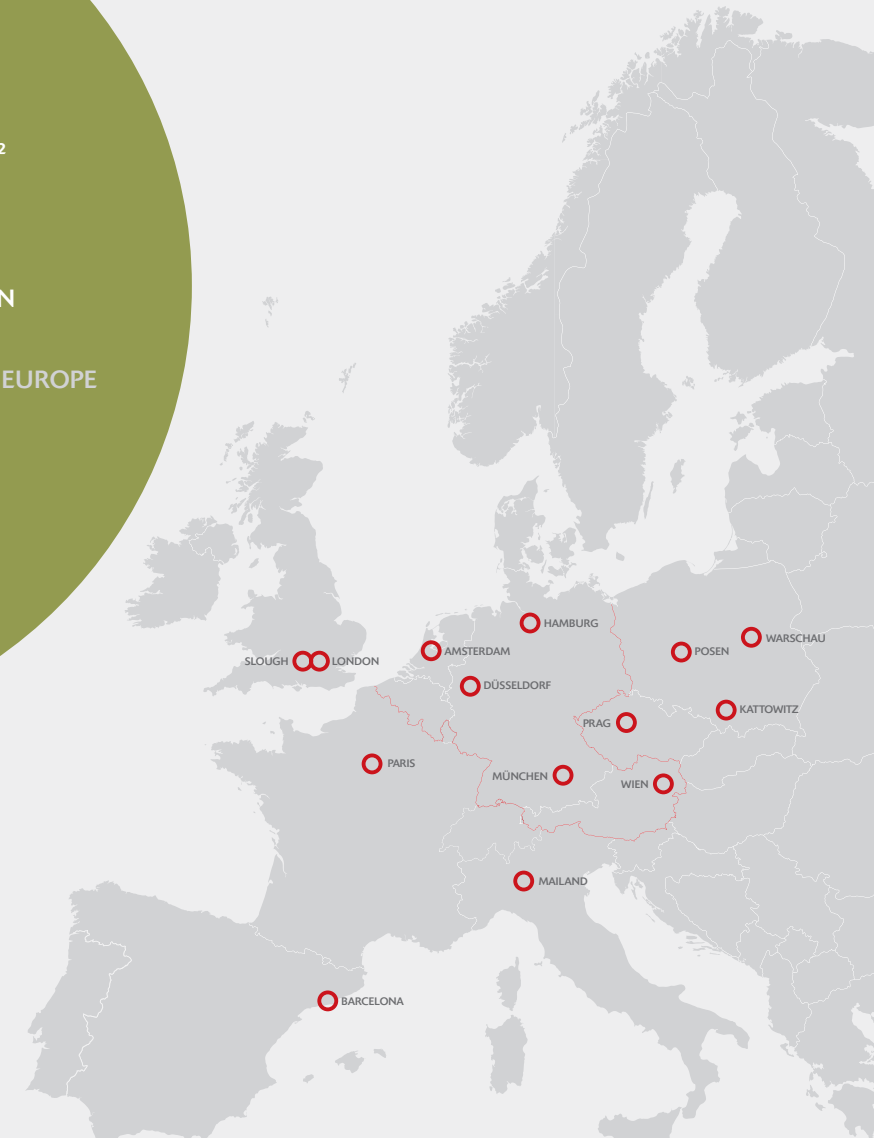 2
N
EUROPE
HAMBURG
WARSCHAU
AMSTERDAM
POSEN
SLOUGH
LONDON
DÜSSELDORF
KATTOWITZ
PRAG
PARIS
MÜNCHEN
WIEN
MAILAND
BARCELONA